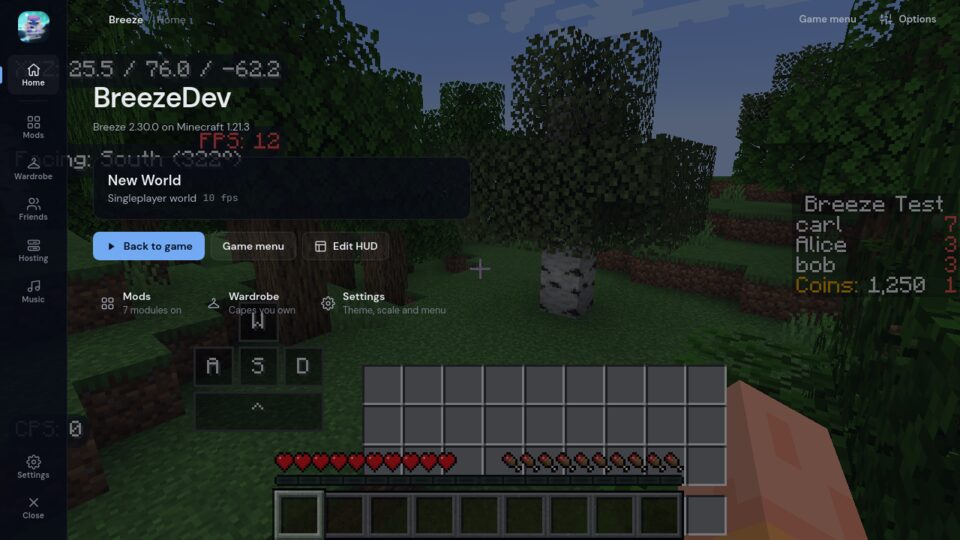 Breeze / Home
Game menu
Options
XYZ: 25.5 / 76.0 / -62.2
Home
BreezeDev
Breeze 2.30.0 on Minecraft 1.21.3
FPS: 12
Mods
Facing: South (322°)
Wardrobe
New World
Singleplayer world 10 fps
Friends
Breeze Test
carl 7
Alice 3
bob 3
Coins: 1,250 1
Back to game
Game menu
Edit HUD
Hosting
Music
Mods
7 modules on
Wardrobe
Capes you own
Settings
Theme, scale and menu
W
A
S
D
^
CPS: 0
Settings
Close